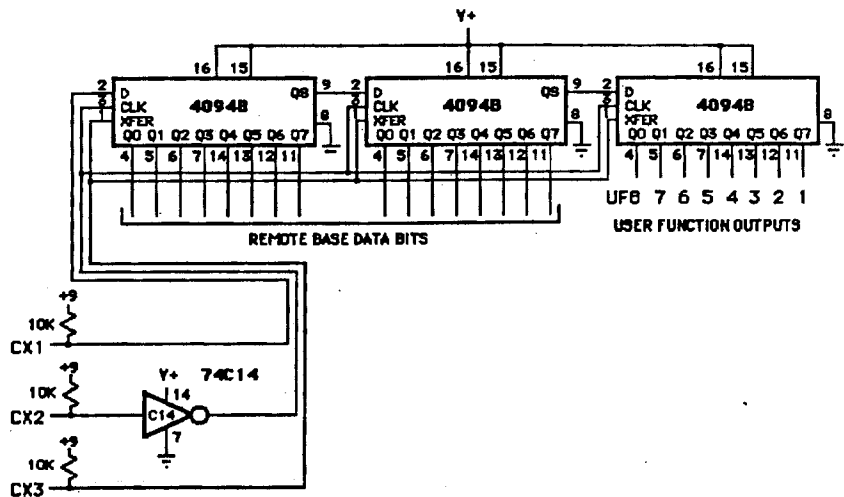 V+
16 15 16 15 16 15
2 D QS 9 2 D QS 9 2 D
CLK 4094B CLK 4094B CLK 4094B
1 XFER 8 XFER 8 XFER 8
Q0 Q1 Q2 Q3 Q4 Q5 Q6 Q7 Q0 Q1 Q2 Q3 Q4 Q5 Q6 Q7 Q0 Q1 Q2 Q3 Q4 Q5 Q6 Q7
4 5 6 7 14 13 12 11 4 5 6 7 14 13 12 11 4 5 6 7 14 13 12 11
UF8 7 6 5 4 3 2 1
REMOTE BASE DATA BITS
USER FUNCTION OUTPUTS
+9
10K
CX1
+9
10K
CX2
V+ 74C14
14
C14
7
+9
10K
CX3